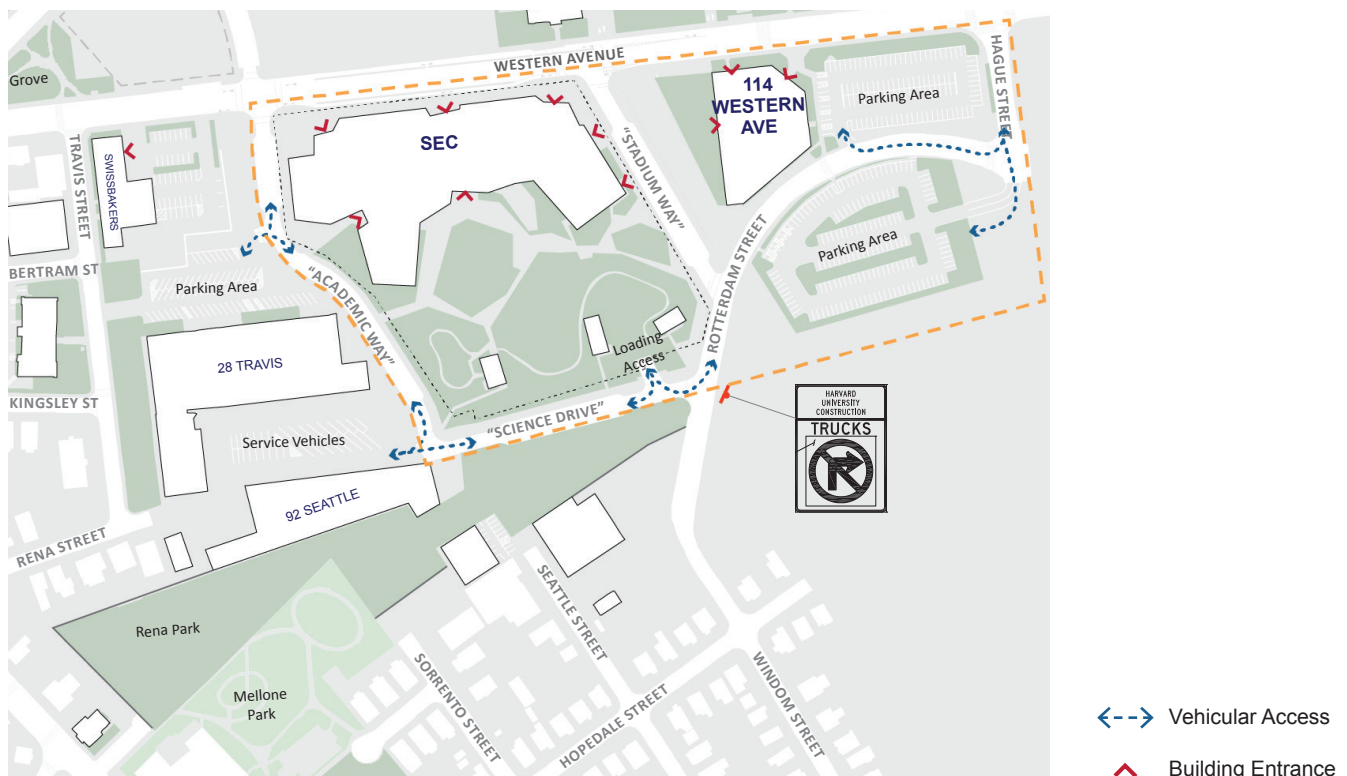 Grove
WESTERN AVENUE
HAGUE STREET
114
WESTERN
AVE
Parking Area
SEC
TRAVIS STREET
SWISSBAKERS
"STADIUM WAY"
Parking Area
BERTRAM ST
Parking Area
"ACADEMIC WAY"
ROTTERDAM STREET
Loading
Access
28 TRAVIS
KINGSLEY ST
"SCIENCE DRIVE"
HARVARD
UNIVERSITY
CONSTRUCTION
TRUCKS
Service Vehicles
92 SEATTLE
RENA STREET
SEATTLE STREET
Rena Park
Mellone
Park
SORRENTO STREET
HOPEDALE STREET
WINDOM STREET
Vehicular Access
Building Entrance